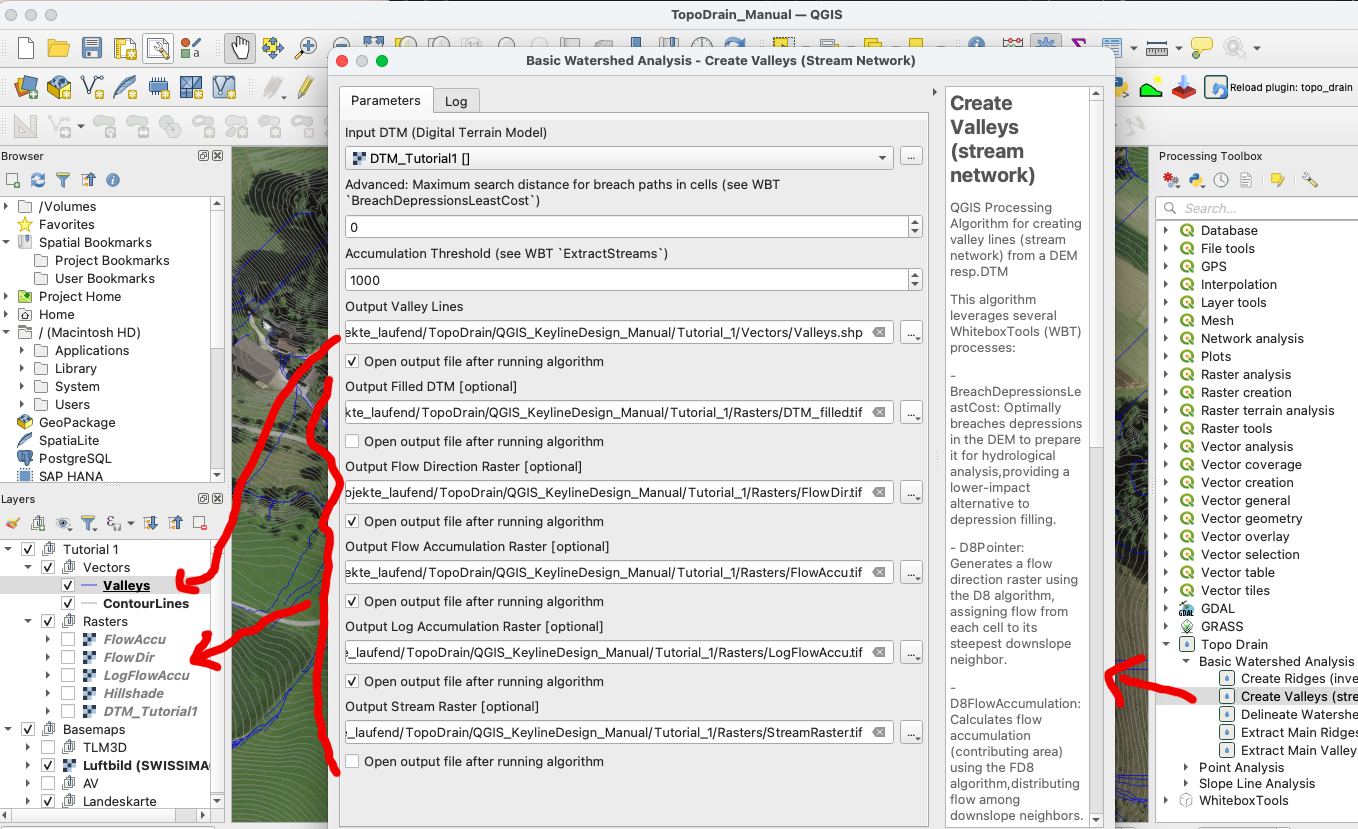 TopoDrain_Manual — QGIS
Reload plugin: topo_drain
Browser
/Volumes
Favorites
Spatial Bookmarks
Project Bookmarks
User Bookmarks
Project Home
Home
/ (Macintosh HD)
Applications
Library
System
Users
GeoPackage
SpatiaLite
PostgreSQL
SAP HANA
Layers
Tutorial 1
Vectors
Valleys
ContourLines
Rasters
FlowAccu
FlowDir
LogFlowAccu
Hillshade
DTM_Tutorial1
Basemaps
TLM3D
Luftbild (SWISSIMA
AV
Landeskarte
Basic Watershed Analysis - Create Valleys (Stream Network)
Parameters
Log
Input DTM (Digital Terrain Model)
DTM_Tutorial1 []
Advanced: Maximum search distance for breach paths in cells (see WBT
`BreachDepressionsLeastCost`)
0
Accumulation Threshold (see WBT `ExtractStreams`)
1000
Output Valley Lines
ekte_laufend/TopoDrain/QGIS_KeylineDesign_Manual/Tutorial_1/Vectors/Valleys.shp
Open output file after running algorithm
Output Filled DTM [optional]
kte_laufend/TopoDrain/QGIS_KeylineDesign_Manual/Tutorial_1/Rasters/DTM_filled.tif
Open output file after running algorithm
Output Flow Direction Raster [optional]
ojekte_laufend/TopoDrain/QGIS_KeylineDesign_Manual/Tutorial_1/Rasters/FlowDir.tif
Open output file after running algorithm
Output Flow Accumulation Raster [optional]
ekte_laufend/TopoDrain/QGIS_KeylineDesign_Manual/Tutorial_1/Rasters/FlowAccu.tif
Open output file after running algorithm
Output Log Accumulation Raster [optional]
e_laufend/TopoDrain/QGIS_KeylineDesign_Manual/Tutorial_1/Rasters/LogFlowAccu.tif
Open output file after running algorithm
Output Stream Raster [optional]
e_laufend/TopoDrain/QGIS_KeylineDesign_Manual/Tutorial_1/Rasters/StreamRaster.tif
Open output file after running algorithm
Create
Valleys
(stream
network)
QGIS Processing
Algorithm for creating
valley lines (stream
network) from a DEM
resp.DTM
This algorithm
leverages several
WhiteboxTools (WBT)
processes:
-
BreachDepressionsLe
astCost: Optimally
breaches depressions
in the DEM to prepare
it for hydrological
analysis,providing a
lower-impact
alternative to
depression filling.
- D8Pointer:
Generates a flow
direction raster using
the D8 algorithm,
assigning flow from
each cell to its
steepest downslope
neighbor.
-
D8FlowAccumulation:
Calculates flow
accumulation
(contributing area)
using the FD8
algorithm,distributing
flow among
downslope neighbors.
Processing Toolbox
Search...
Database
File tools
GPS
Interpolation
Layer tools
Mesh
Network analysis
Plots
Raster analysis
Raster creation
Raster terrain analysis
Raster tools
Vector analysis
Vector coverage
Vector creation
Vector general
Vector geometry
Vector overlay
Vector selection
Vector table
Vector tiles
GDAL
GRASS
Topo Drain
Basic Watershed Analysis
Create Ridges (inve
Create Valleys (stre
Delineate Watershe
Extract Main Ridges
Extract Main Valley
Point Analysis
Slope Line Analysis
WhiteboxTools